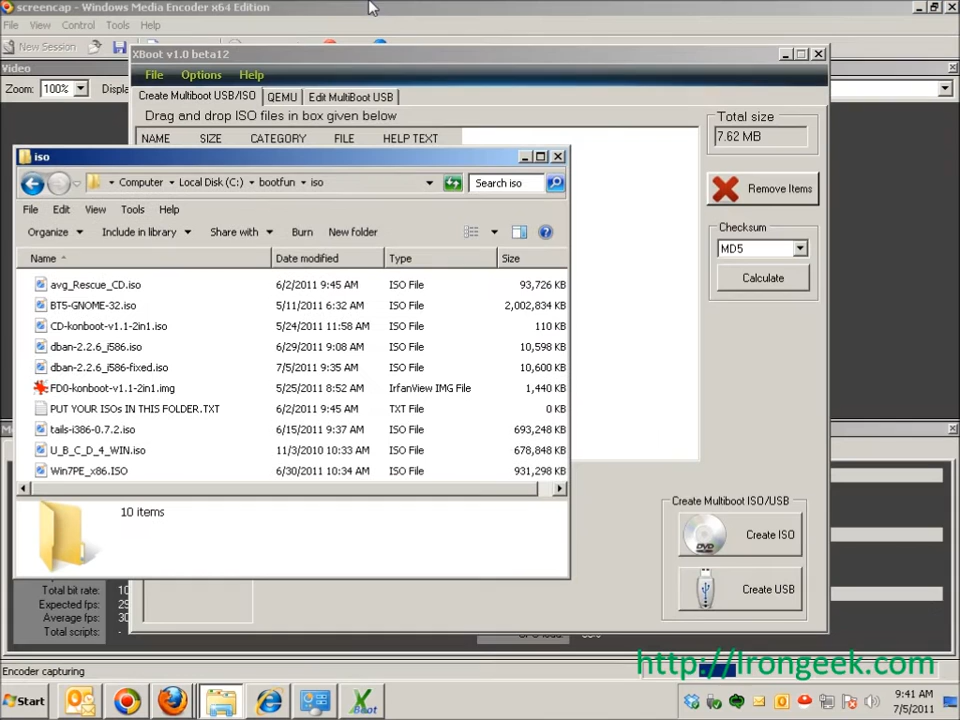 screencap - Windows Media Encoder x64 Edition
File View Control Tools Help
New Session
Video
Zoom: 100% Displa
XBoot v1.0 beta12
File Options Help
Create Multiboot USB/ISO QEMU Edit MultiBoot USB
Drag and drop ISO files in box given below
NAME SIZE CATEGORY FILE HELP TEXT
Total size
7.62 MB
Remove Items
Checksum
MD5
Calculate
iso
Computer Local Disk (C:) bootfun iso Search iso
File Edit View Tools Help
Organize Include in library Share with Burn New folder
Name Date modified Type Size
avg_Rescue_CD.iso 6/2/2011 9:45 AM ISO File 93,726 KB
BT5-GNOME-32.iso 5/11/2011 6:32 AM ISO File 2,002,834 KB
CD-konboot-v1.1-2in1.iso 5/24/2011 11:58 AM ISO File 110 KB
dban-2.2.6_i586.iso 6/29/2011 9:08 AM ISO File 10,598 KB
dban-2.2.6_i586-fixed.iso 7/5/2011 9:35 AM ISO File 10,600 KB
FD0-konboot-v1.1-2in1.img 5/25/2011 8:52 AM IrfanView IMG File 1,440 KB
PUT YOUR ISOs IN THIS FOLDER.TXT 6/2/2011 9:45 AM TXT File 0 KB
tails-i386-0.7.2.iso 6/15/2011 9:37 AM ISO File 693,248 KB
U_B_C_D_4_WIN.iso 11/3/2010 10:33 AM ISO File 678,848 KB
Win7PE_x86.ISO 6/30/2011 10:34 AM ISO File 931,298 KB
10 items
Create Multiboot ISO/USB
DVD
Create ISO
Create USB
Total bit rate: 10
Expected fps: 29
Average fps: 30
Total scripts: -
Encoder capturing
http://Irongeek.com
Start
X Boot
9:41 AM
7/5/2011